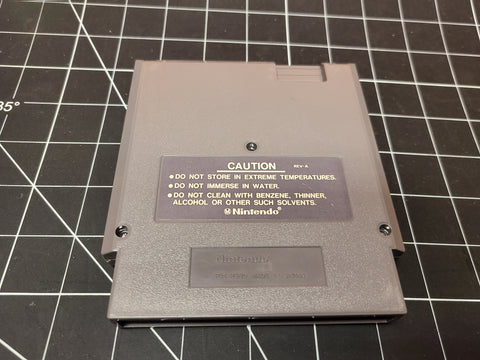 35°
CAUTION REV-A
• DO NOT STORE IN EXTREME TEMPERATURES.
• DO NOT IMMERSE IN WATER.
• DO NOT CLEAN WITH BENZENE, THINNER,
ALCOHOL OR OTHER SUCH SOLVENTS.
Nintendo®
Nintendo